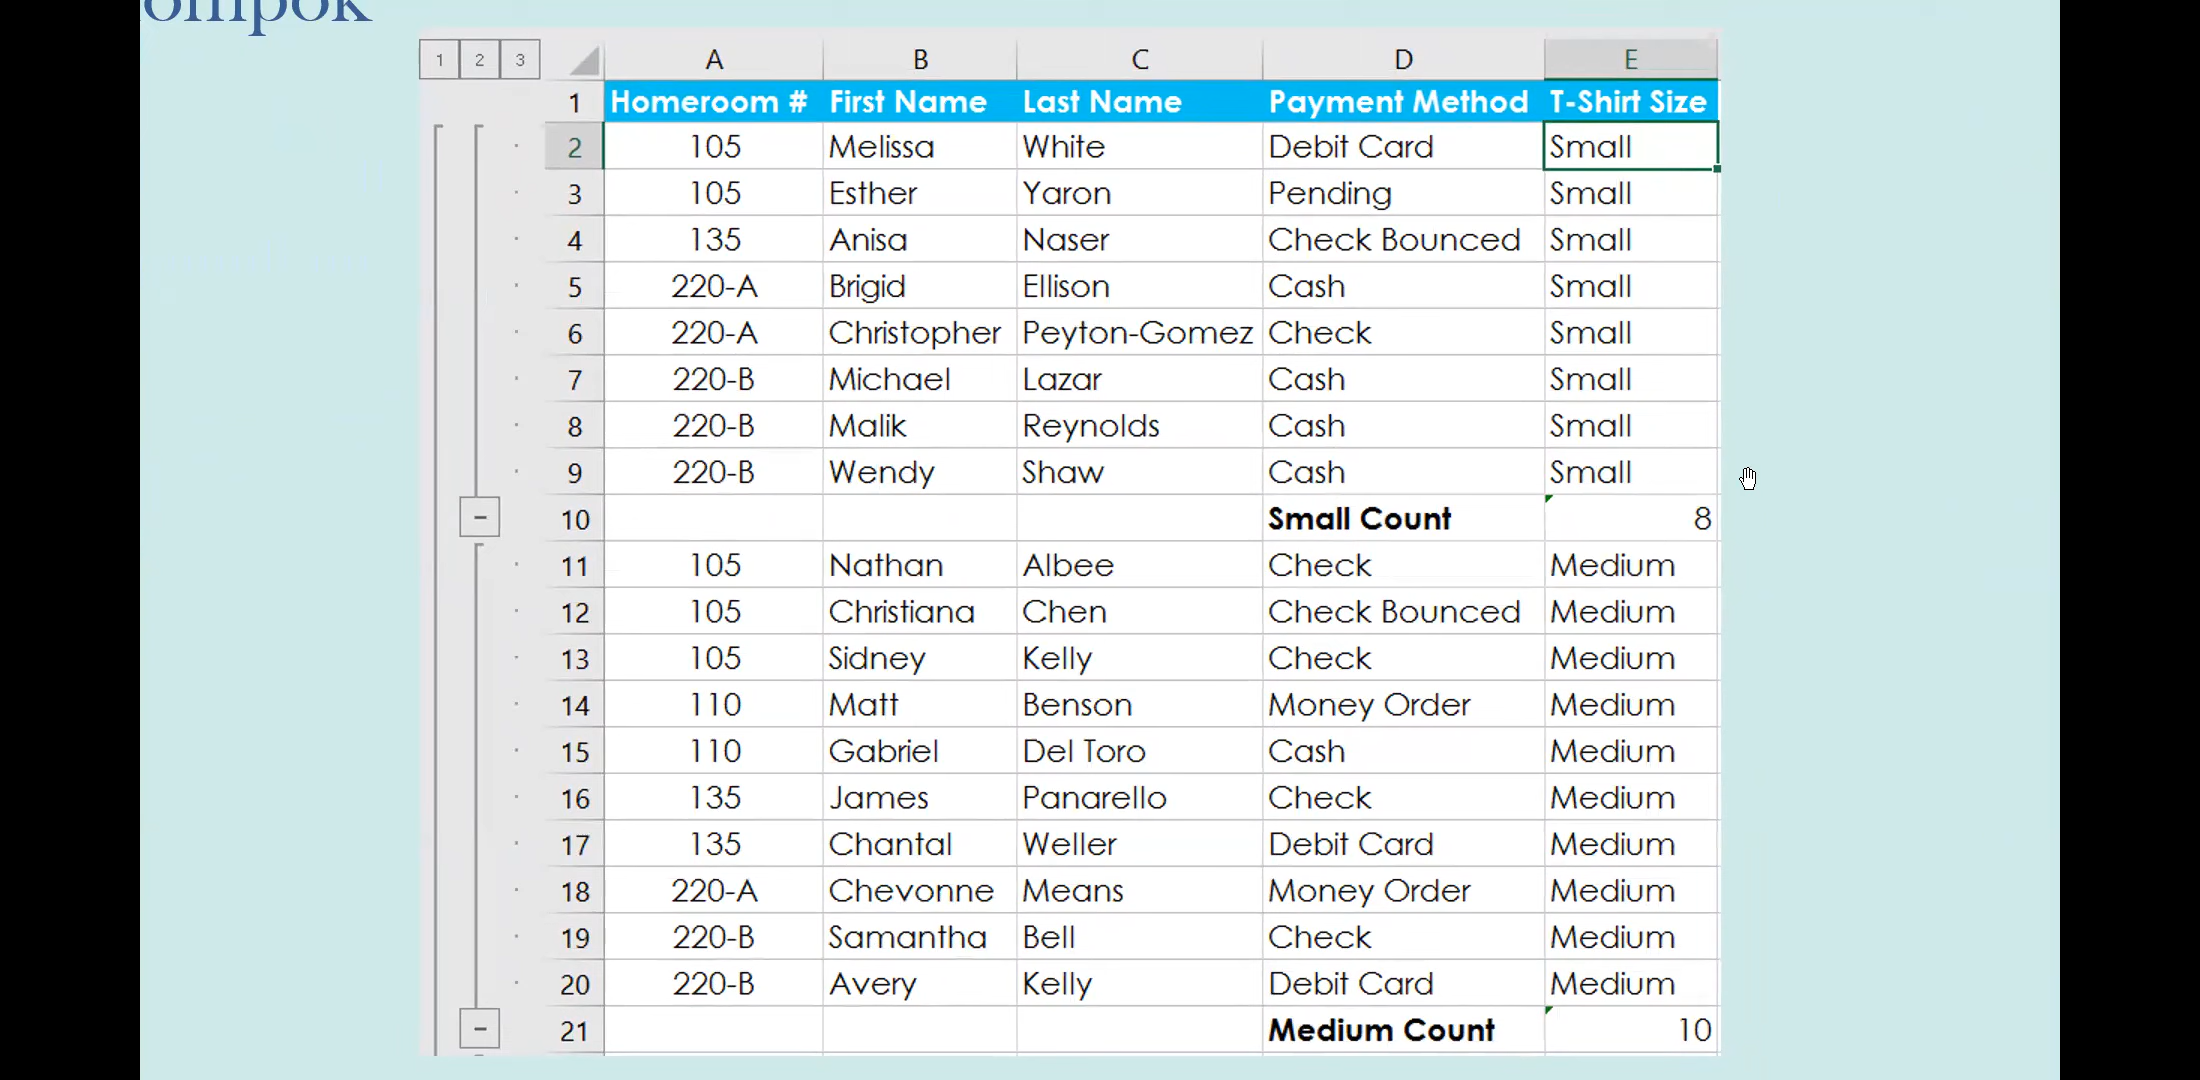 1 2 3 A B C D E
1 Homeroom # First Name Last Name Payment Method T-Shirt Size
2 105 Melissa White Debit Card Small
3 105 Esther Yaron Pending Small
4 135 Anisa Naser Check Bounced Small
5 220-A Brigid Ellison Cash Small
6 220-A Christopher Peyton-Gomez Check Small
7 220-B Michael Lazar Cash Small
8 220-B Malik Reynolds Cash Small
9 220-B Wendy Shaw Cash Small
10 Small Count 8
11 105 Nathan Albee Check Medium
12 105 Christiana Chen Check Bounced Medium
13 105 Sidney Kelly Check Medium
14 110 Matt Benson Money Order Medium
15 110 Gabriel Del Toro Cash Medium
16 135 James Panarello Check Medium
17 135 Chantal Weller Debit Card Medium
18 220-A Chevonne Means Money Order Medium
19 220-B Samantha Bell Check Medium
20 220-B Avery Kelly Debit Card Medium
21 Medium Count 10